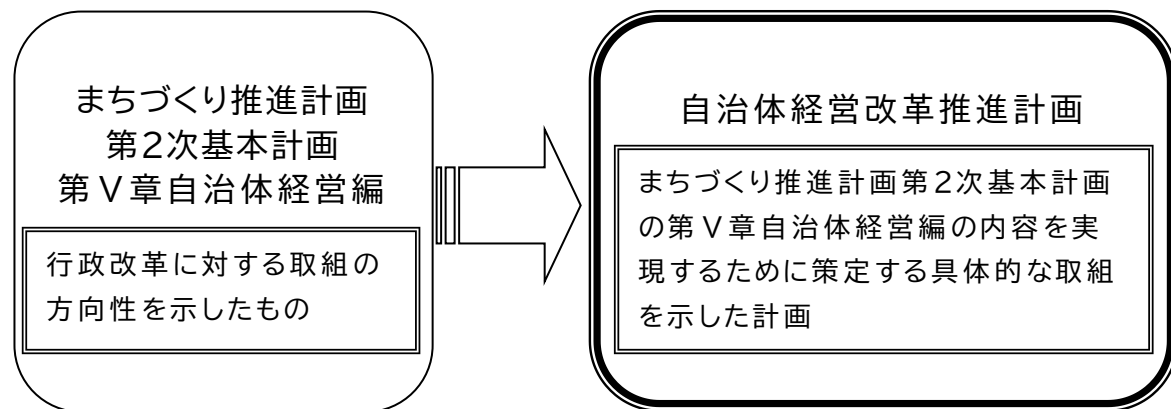 まちづくり推進計画
第2次基本計画
第Ⅴ章自治体経営編
行政改革に対する取組の
方向性を示したもの
自治体経営改革推進計画
まちづくり推進計画第2次基本計画
の第Ⅴ章自治体経営編の内容を実
現するために策定する具体的な取組
を示した計画